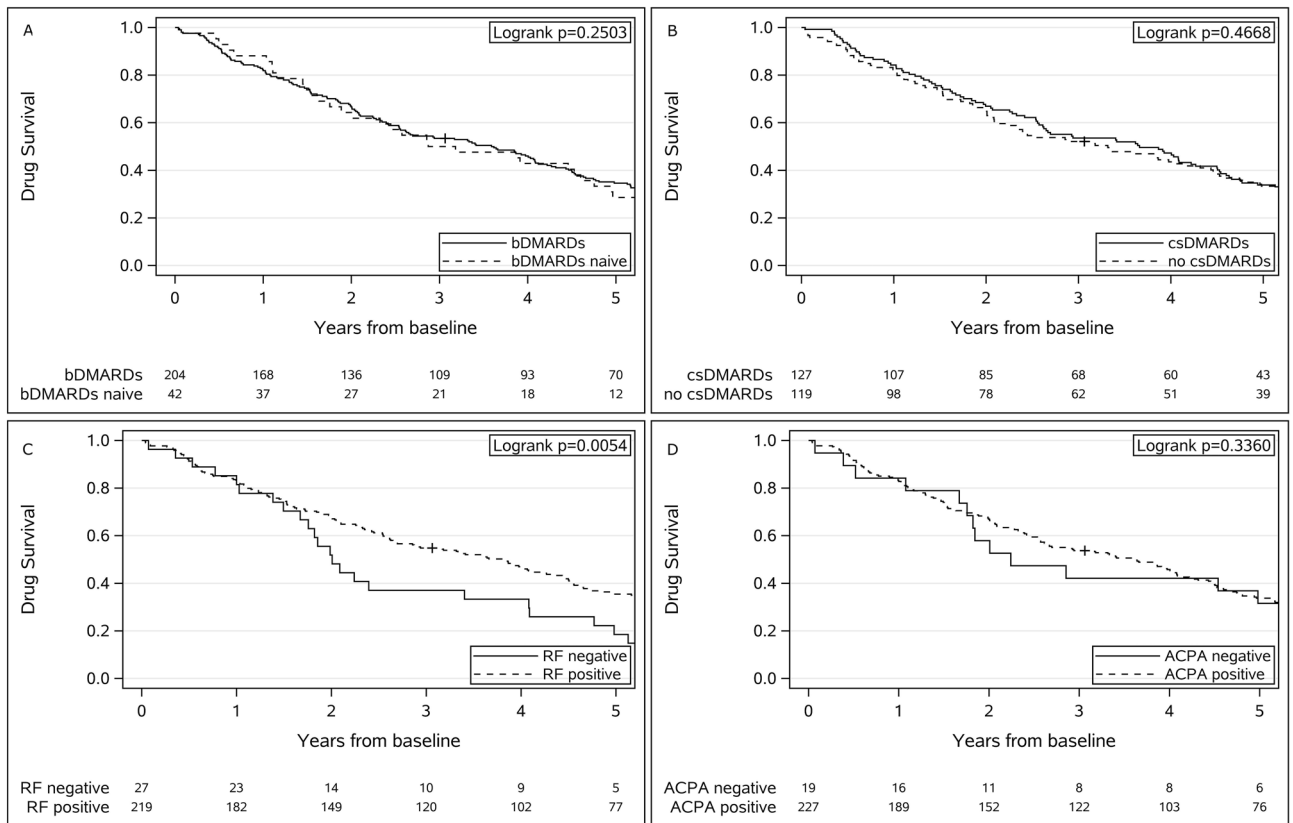 A
Logrank p=0.2503
1.0
0.8
0.6
0.4
0.2
0.0
Drug Survival
bDMARDs
bDMARDs naive
0 1 2 3 4 5
Years from baseline
bDMARDs 204 168 136 109 93 70
bDMARDs naive 42 37 27 21 18 12
B
Logrank p=0.4668
1.0
0.8
0.6
0.4
0.2
0.0
Drug Survival
csDMARDs
no csDMARDs
0 1 2 3 4 5
Years from baseline
csDMARDs 127 107 85 68 60 43
no csDMARDs 119 98 78 62 51 39
C
Logrank p=0.0054
1.0
0.8
0.6
0.4
0.2
0.0
Drug Survival
RF negative
RF positive
0 1 2 3 4 5
Years from baseline
RF negative 27 23 14 10 9 5
RF positive 219 182 149 120 102 77
D
Logrank p=0.3360
1.0
0.8
0.6
0.4
0.2
0.0
Drug Survival
ACPA negative
ACPA positive
0 1 2 3 4 5
Years from baseline
ACPA negative 19 16 11 8 8 6
ACPA positive 227 189 152 122 103 76